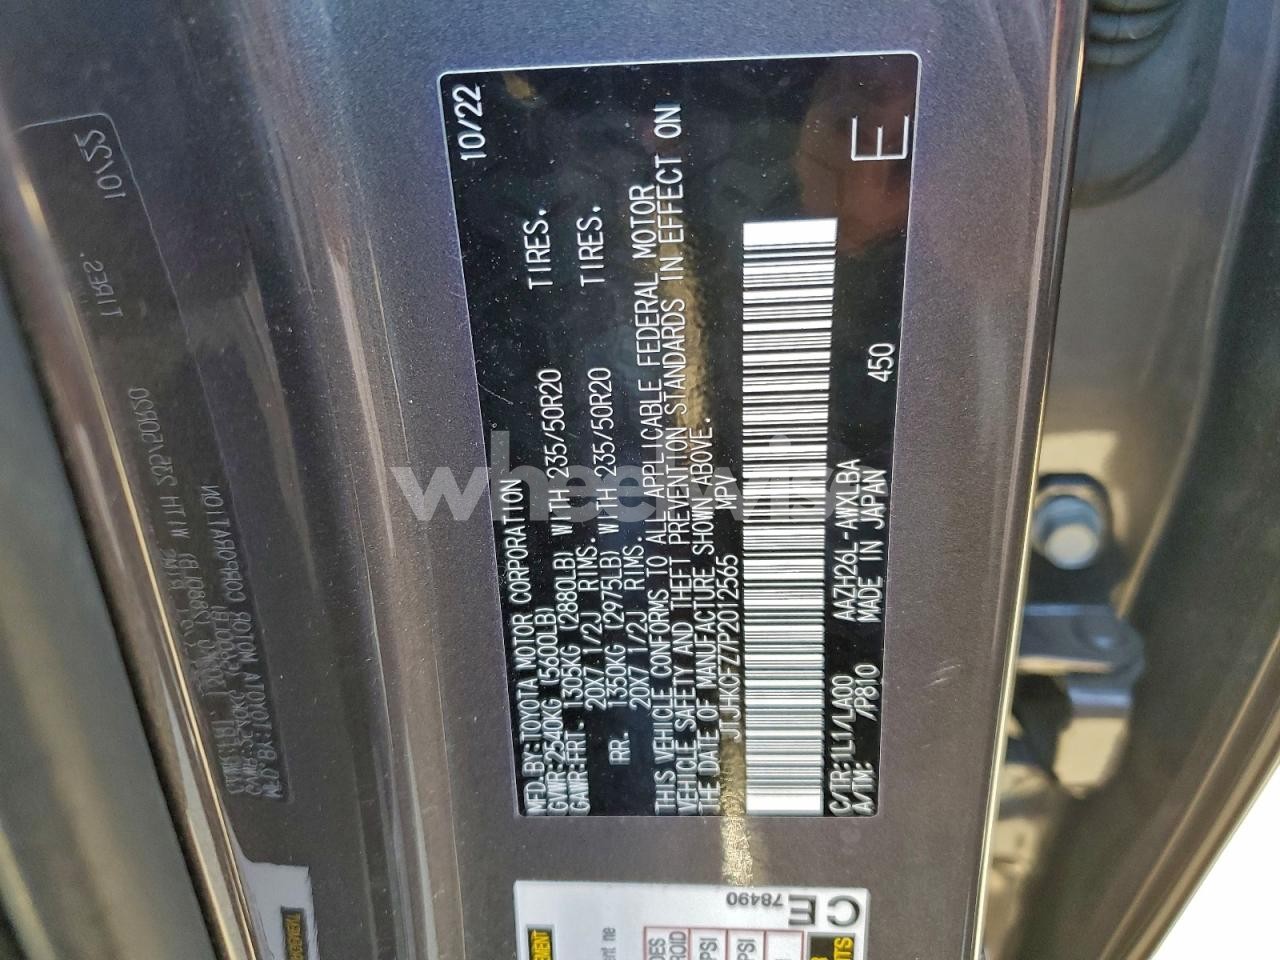 10/22
MFD.BY:TOYOTA MOTOR CORPORATION
GVWR:2540KG (5600LB)
GAWR:FRT. 1305KG (2880LB) WITH 235/50R20 TIRES.
20X7 1/2J RIMS.
RR. 1350KG (2975LB) WITH 235/50R20 TIRES.
20X7 1/2J RIMS.
THIS VEHICLE CONFORMS TO ALL APPLICABLE FEDERAL MOTOR
VEHICLE SAFETY AND THEFT PREVENTION STANDARDS IN EFFECT ON
THE DATE OF MANUFACTURE SHOWN ABOVE.
JTJHKCFZ7P2012565 MPV
C/TR:1L1/LA00 AAZH26L-AWXLBA 450
A/TM: /P810 MADE IN JAPAN
E
wheelwise
CE
78490
PSI
PSI